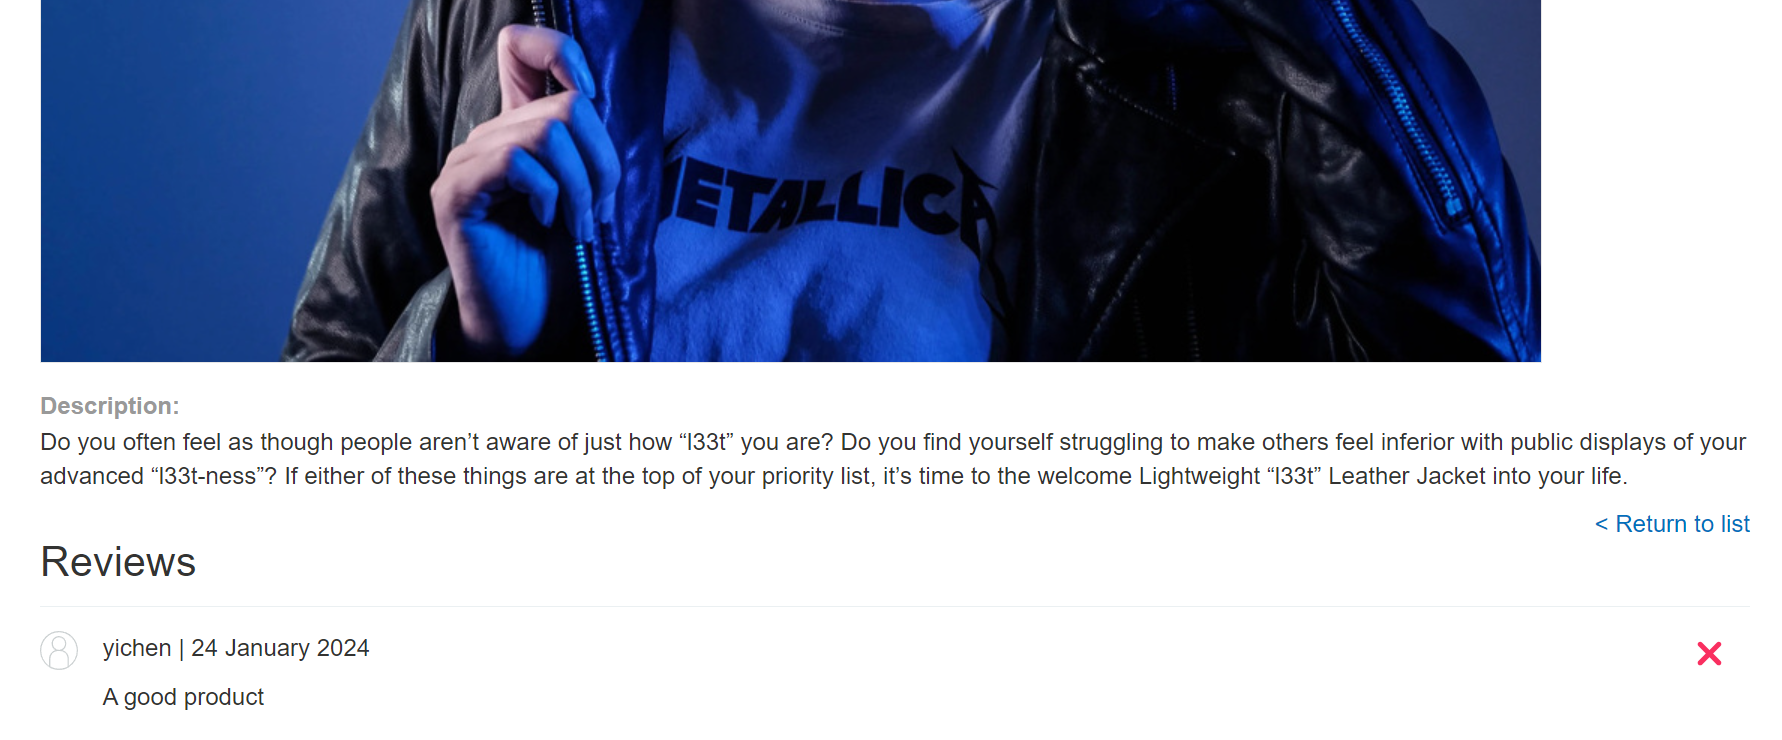 METALLICA
Description:
Do you often feel as though people aren’t aware of just how “l33t” you are? Do you find yourself struggling to make others feel inferior with public displays of your
advanced “l33t-ness”? If either of these things are at the top of your priority list, it’s time to the welcome Lightweight “l33t” Leather Jacket into your life.
< Return to list
Reviews
yichen | 24 January 2024
A good product